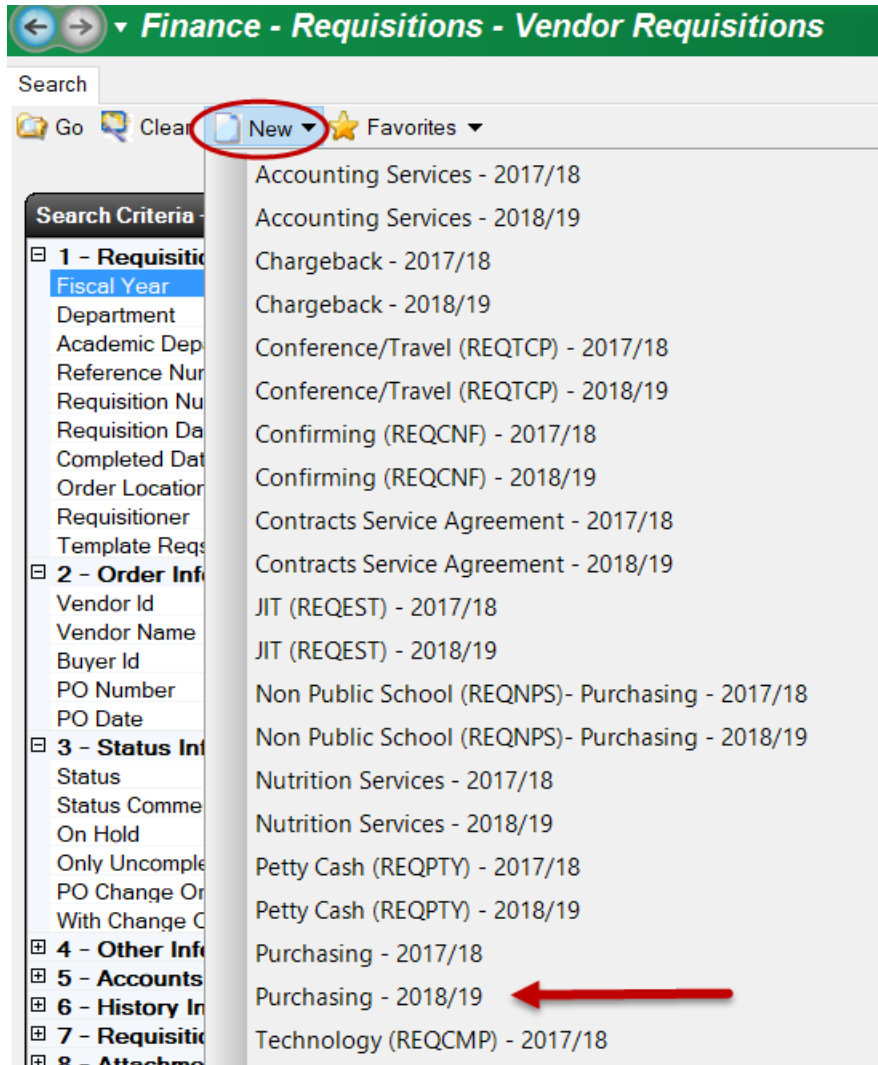 Finance - Requisitions - Vendor Requisitions
Search
Go Clear New Favorites
Accounting Services - 2017/18
Accounting Services - 2018/19
Chargeback - 2017/18
Chargeback - 2018/19
Conference/Travel (REQTCP) - 2017/18
Conference/Travel (REQTCP) - 2018/19
Confirming (REQCNF) - 2017/18
Confirming (REQCNF) - 2018/19
Contracts Service Agreement - 2017/18
Contracts Service Agreement - 2018/19
JIT (REQEST) - 2017/18
JIT (REQEST) - 2018/19
Non Public School (REQNPS)- Purchasing - 2017/18
Non Public School (REQNPS)- Purchasing - 2018/19
Nutrition Services - 2017/18
Nutrition Services - 2018/19
Petty Cash (REQPTY) - 2017/18
Petty Cash (REQPTY) - 2018/19
Purchasing - 2017/18
Purchasing - 2018/19
Technology (REQCMP) - 2017/18
Search Criteria -
1 - Requisitio
Fiscal Year
Department
Academic Dep
Reference Nur
Requisition Nu
Requisition Da
Completed Dat
Order Location
Requisitioner
Template Reqs
2 - Order Info
Vendor Id
Vendor Name
Buyer Id
PO Number
PO Date
3 - Status Inf
Status
Status Comme
On Hold
Only Uncomple
PO Change Or
With Change O
4 - Other Info
5 - Accounts
6 - History In
7 - Requisitio
8 - Attachme